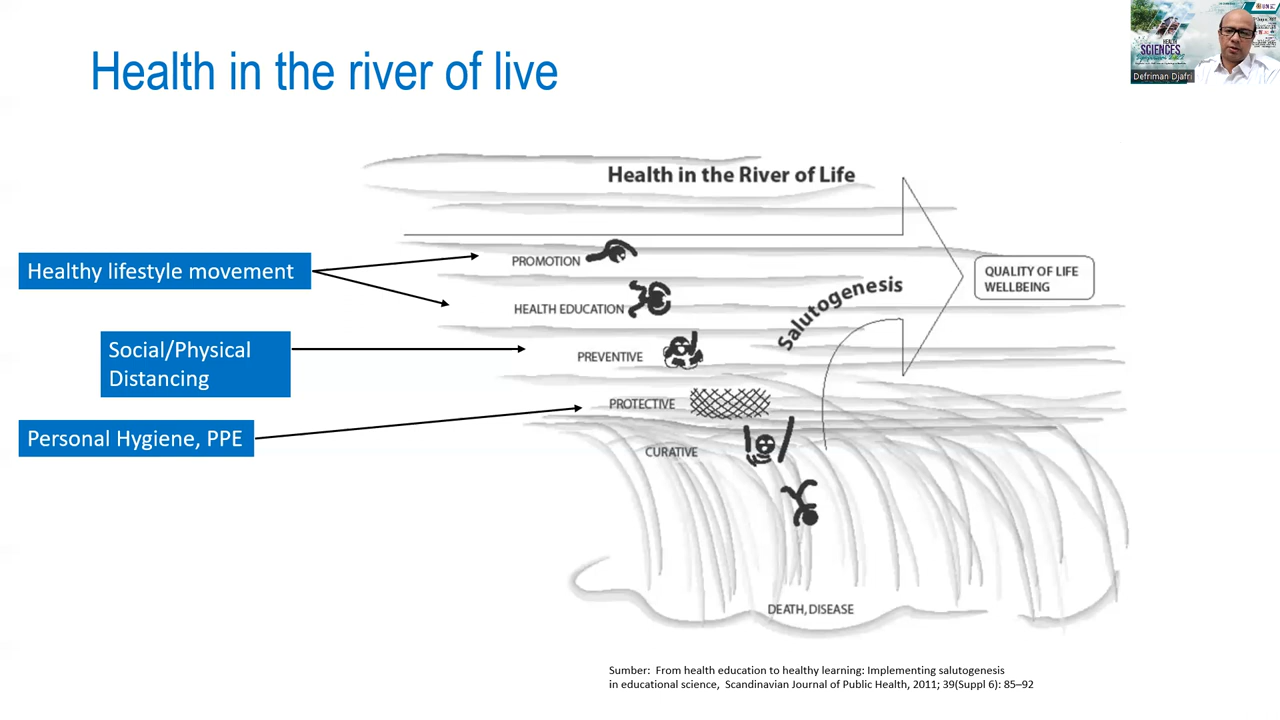 Health in the river of live
HEALTH
SCIENCES
Defriman Djafri
Health in the River of Life
Healthy lifestyle movement
PROMOTION
HEALTH EDUCATION
Salutogenesis
QUALITY OF LIFE
WELLBEING
Social/Physical
Distancing
PREVENTIVE
PROTECTIVE
Personal Hygiene, PPE
CURATIVE
DEATH, DISEASE
Sumber: From health education to healthy learning: Implementing salutogenesis
in educational science, Scandinavian Journal of Public Health, 2011; 39(Suppl 6): 85–92